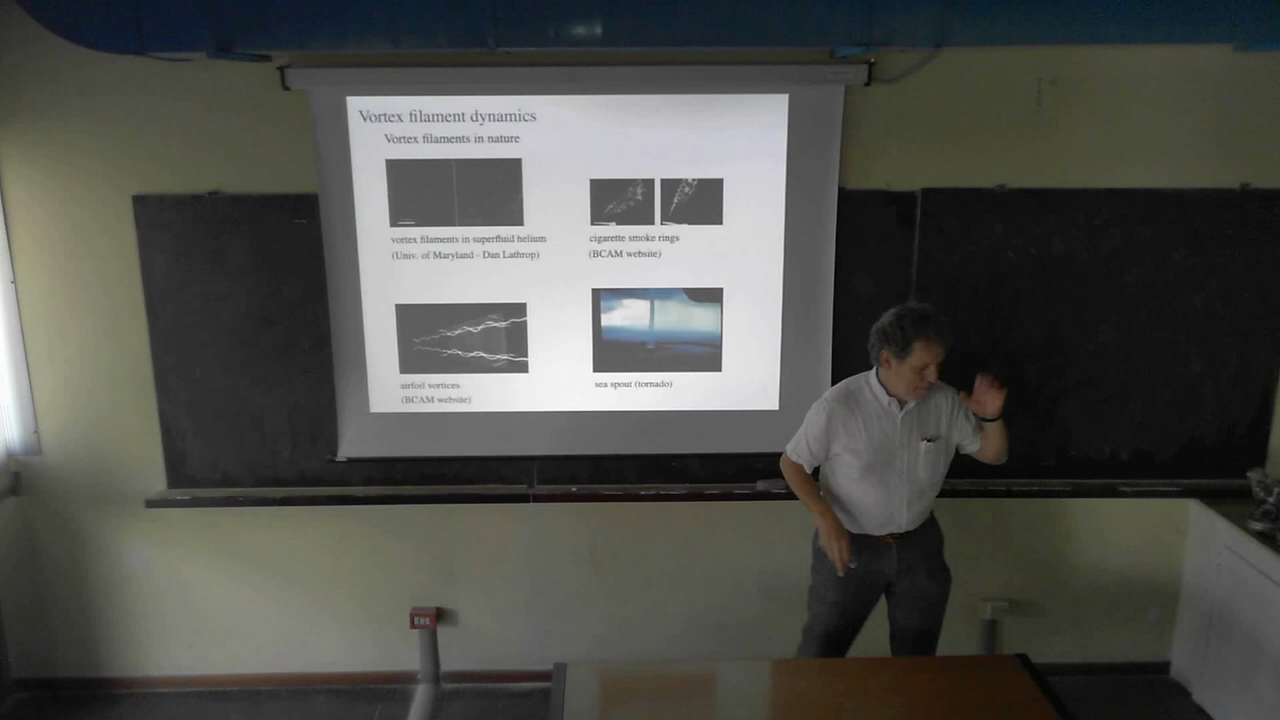 Vortex filament dynamics
Vortex filaments in nature
vortex filaments in superfluid helium
(Univ. of Maryland - Dan Lathrop)
cigarette smoke rings
(BCAM website)
airfoil vortices
(BCAM website)
sea spout (tornado)